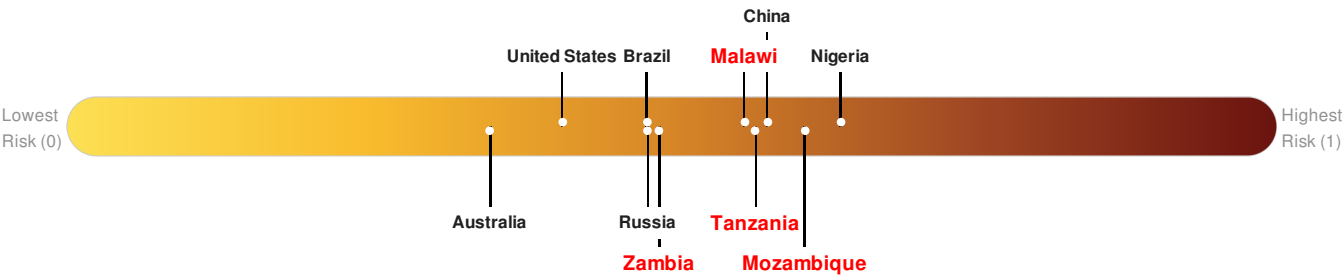 China
United States Brazil Malawi Nigeria
Lowest Highest
Risk (0) Risk (1)
Australia Russia Tanzania
Zambia Mozambique